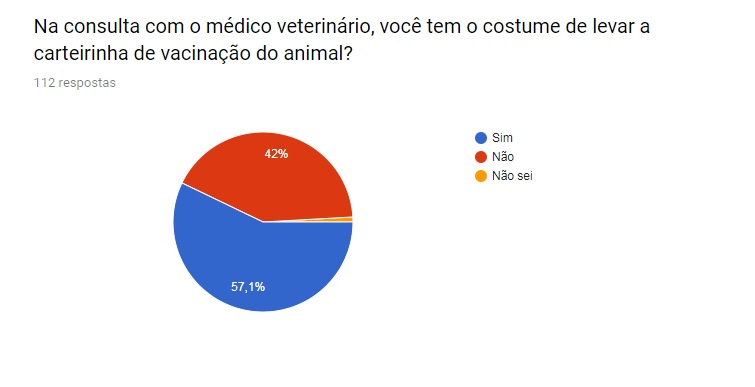 Na consulta com o médico veterinário, você tem o costume de levar a
carteirinha de vacinação do animal?
112 respostas
Sim
Não
Não sei
42%
57,1%